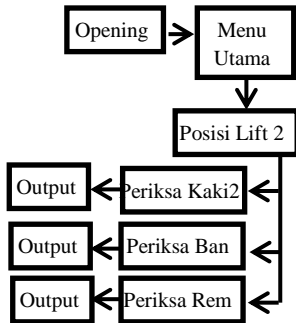 Opening
Menu
Utama
Posisi Lift 2
Output
Periksa Kaki2
Output
Periksa Ban
Output
Periksa Rem